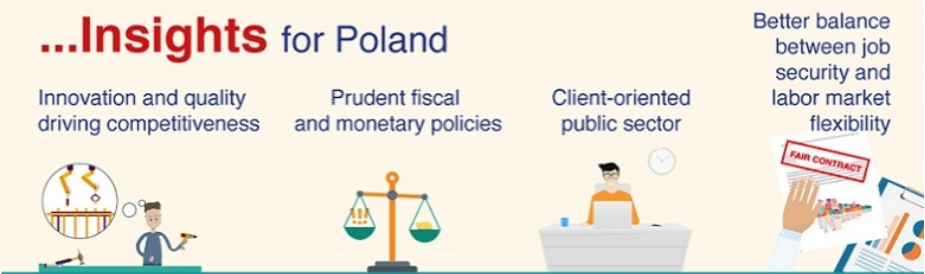 ...Insights for Poland
Innovation and quality
driving competitiveness
Prudent fiscal
and monetary policies
Client-oriented
public sector
Better balance
between job
security and
labor market
flexibility
FAIR CONTRACT